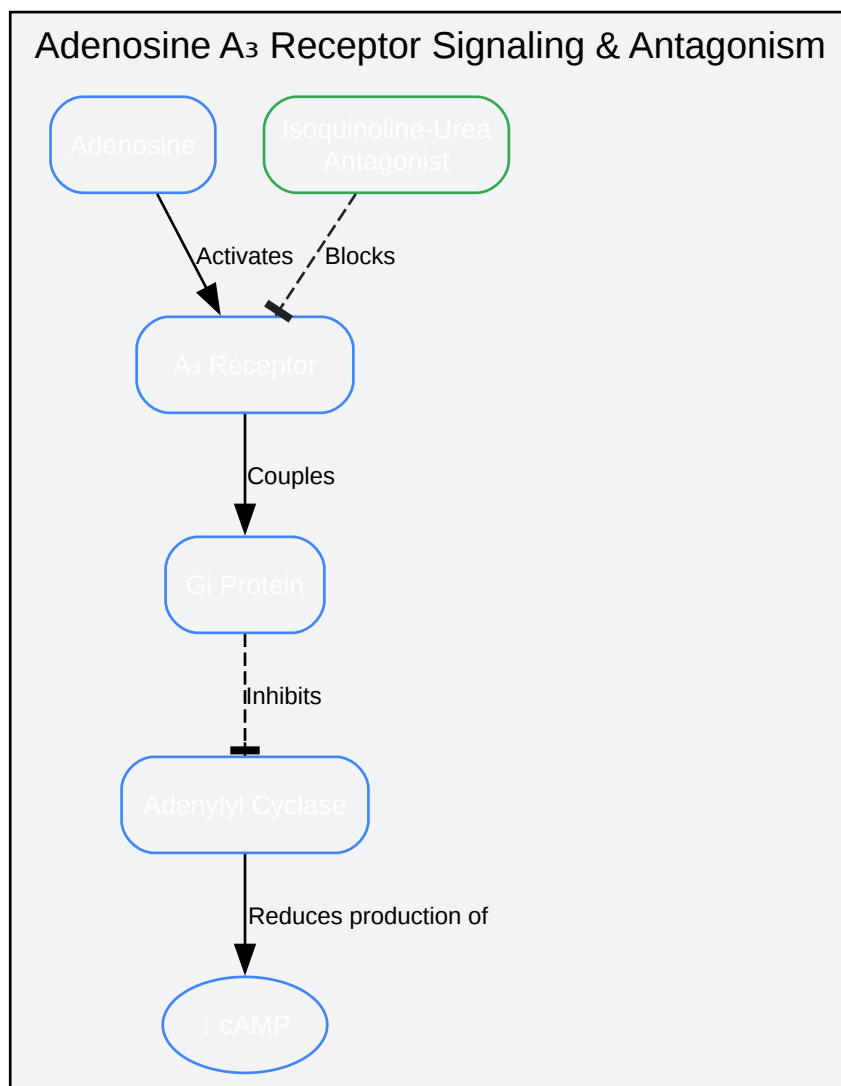 Adenosine A₃ Receptor Signaling & Antagonism
Adenosine
Isoquinoline-Urea
Antagonist
Activates
Blocks
A₃ Receptor
Couples
Gi Protein
Inhibits
Adenylyl Cyclase
Reduces production of
↓ cAMP